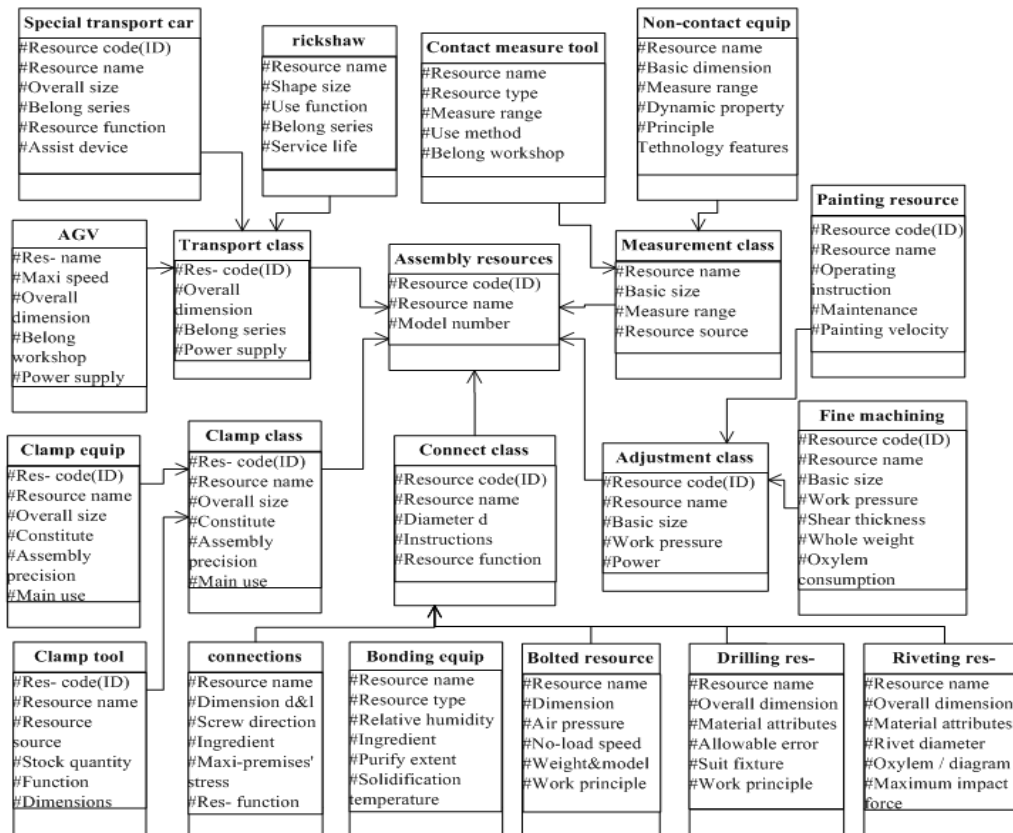 Special transport car
#Resource code(ID)
#Resource name
#Overall size
#Belong series
#Resource function
#Assist device
rickshaw
#Resource name
#Shape size
#Use function
#Belong series
#Service life
Contact measure tool
#Resource name
#Resource type
#Measure range
#Use method
#Belong workshop
Non-contact equip
#Resource name
#Basic dimension
#Measure range
#Dynamic property
#Principle
Tethnology features
AGV
#Res- name
#Maxi speed
#Overall
dimension
#Belong
workshop
#Power supply
Transport class
#Res- code(ID)
#Overall
dimension
#Belong series
#Power supply
Assembly resources
#Resource code(ID)
#Resource name
#Model number
Measurement class
#Resource name
#Basic size
#Measure range
#Resource source
Painting resource
#Resource code(ID)
#Resource name
#Operating
instruction
#Maintenance
#Painting velocity
Clamp equip
#Res- code(ID)
#Resource name
#Overall size
#Constitute
#Assembly
precision
#Main use
Clamp class
#Res- code(ID)
#Resource name
#Overall size
#Constitute
#Assembly
precision
#Main use
Connect class
#Resource code(ID)
#Resource name
#Diameter d
#Instructions
#Resource function
Adjustment class
#Resource code(ID)
#Resource name
#Basic size
#Work pressure
#Power
Fine machining
#Resource code(ID)
#Resource name
#Basic size
#Work pressure
#Shear thickness
#Whole weight
#Oxylem
consumption
Clamp tool
#Res- code(ID)
#Resource name
#Resource
source
#Stock quantity
#Function
#Dimensions
connections
#Resource name
#Dimension d&l
#Screw direction
#Ingredient
#Maxi-premises'
stress
#Res- function
Bonding equip
#Resource name
#Resource type
#Relative humidity
#Ingredient
#Purify extent
#Solidification
temperature
Bolted resource
#Resource name
#Dimension
#Air pressure
#No-load speed
#Weight&model
#Work principle
Drilling res-
#Resource name
#Overall dimension
#Material attributes
#Allowable error
#Suit fixture
#Work principle
Riveting res-
#Resource name
#Overall dimension
#Material attributes
#Rivet diameter
#Oxylem / diagram
#Maximum impact
force